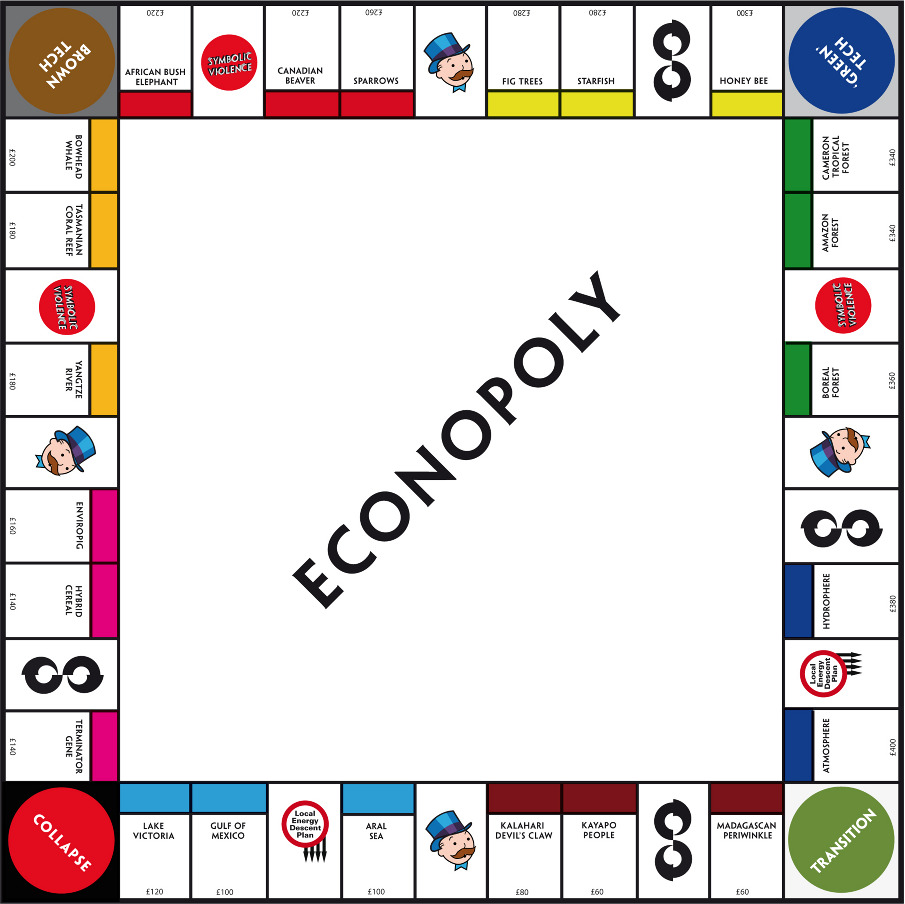 BROWN
TECH
£220
AFRICAN BUSH
ELEPHANT
SYMBOLIC
VIOLENCE
£220
CANADIAN
BEAVER
£260
SPARROWS
£280
FIG TREES
£280
STARFISH
£300
HONEY BEE
'GREEN'
TECH
CAMERON
TROPICAL
FOREST
£340
AMAZON
FOREST
£340
SYMBOLIC
VIOLENCE
BOREAL
FOREST
£360
HYDROPHERE
£380
Local
Energy
Descent
Plan
ATMOSPHERE
£400
TRANSITION
MADAGASCAN
PERIWINKLE
£60
KAYAPO
PEOPLE
£60
KALAHARI
DEVIL'S CLAW
£80
ARAL
SEA
£100
Local
Energy
Descent
Plan
GULF OF
MEXICO
£100
LAKE
VICTORIA
£120
COLLAPSE
TERMINATOR
GENE
£140
HYBRID
CEREAL
£140
ENVIROPIG
£160
YANGTZE
RIVER
£180
SYMBOLIC
VIOLENCE
TASMANIAN
CORAL REEF
£180
BOWHEAD
WHALE
£200
ECONOPOLY